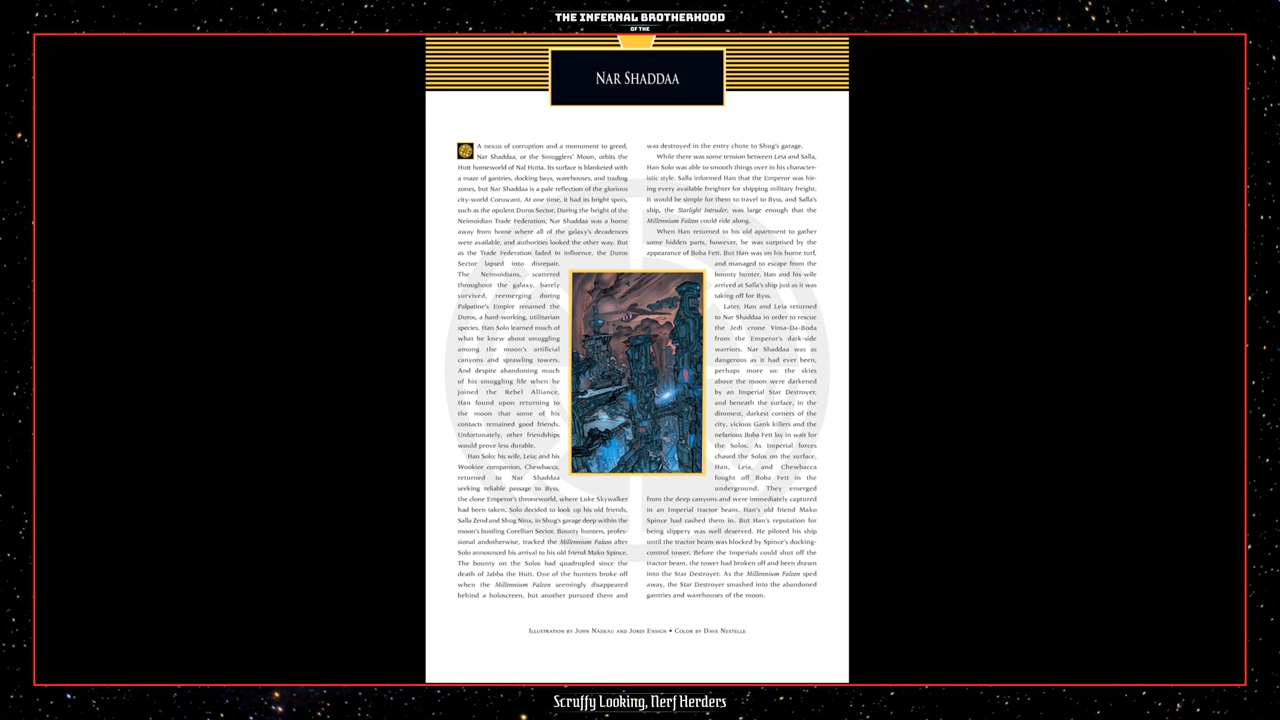 THE INFERNAL BROTHERHOOD
OF THE
NAR SHADDAA
A nexus of corruption and a monument to greed,
Nar Shaddaa, or the Smugglers' Moon, orbits the
Hutt homeworld of Nal Hutta. Its surface is blanketed with
a maze of gantries, docking bays, warehouses, and trading
zones, but Nar Shaddaa is a pale reflection of the glorious
city-world Coruscant. At one time, it had its bright spots,
such as the opulent Duros Sector. During the height of the
Neimoidian Trade Federation, Nar Shaddaa was a home
away from home where all of the galaxy's decadences
were available, and authorities looked the other way. But
as the Trade Federation faded in influence, the Duros
Sector lapsed into disrepair.
The Neimoidians, scattered
throughout the galaxy, barely
survived, reemerging during
Palpatine's Empire renamed the
Duros, a hard-working, utilitarian
species. Han Solo learned much of
what he knew about smuggling
among the moon's artificial
canyons and sprawling towers.
And despite abandoning much
of his smuggling life when he
joined the Rebel Alliance,
Han found upon returning to
the moon that some of his
contacts remained good friends.
Unfortunately, other friendships
would prove less durable.
Han Solo; his wife, Leia; and his
Wookiee companion, Chewbacca,
returned to Nar Shaddaa
seeking reliable passage to Byss,
the clone Emperor's throneworld, where Luke Skywalker
had been taken. Solo decided to look up his old friends,
Salla Zend and Shug Ninx, in Shug's garage deep within the
moon's bustling Corellian Sector. Bounty hunters, profes-
sional andotherwise, tracked the Millennium Falcon after
Solo announced his arrival to his old friend Mako Spince.
The bounty on the Solos had quadrupled since the
death of Jabba the Hutt. One of the hunters broke off
when the Millennium Falcon seemingly disappeared
behind a holoscreen, but another pursued them and
was destroyed in the entry chute to Shug's garage.
While there was some tension between Leia and Salla,
Han Solo was able to smooth things over in his character-
istic style. Salla informed Han that the Emperor was hir-
ing every available freighter for shipping military freight.
It would be simple for them to travel to Byss, and Salla's
ship, the Starlight Intruder, was large enough that the
Millennium Falcon could ride along.
When Han returned to his old apartment to gather
some hidden parts, however, he was surprised by the
appearance of Boba Fett. But Han was on his home turf,
and managed to escape from the
bounty hunter. Han and his wife
arrived at Salla's ship just as it was
taking off for Byss.
Later, Han and Leia returned
to Nar Shaddaa in order to rescue
the Jedi crone Vima-Da-Boda
from the Emperor's dark-side
warriors. Nar Shaddaa was as
dangerous as it had ever been,
perhaps more so: the skies
above the moon were darkened
by an Imperial Star Destroyer,
and beneath the surface, in the
dimmest, darkest corners of the
city, vicious Gank killers and the
nefarious Boba Fett lay in wait for
the Solos. As Imperial forces
chased the Solos on the surface,
Han, Leia, and Chewbacca
fought off Boba Fett in the
underground. They emerged
from the deep canyons and were immediately captured
in an Imperial tractor beam. Han's old friend Mako
Spince had cashed them in. But Han's reputation for
being slippery was well deserved. He piloted his ship
until the tractor beam was blocked by Spince's docking-
control tower. Before the Imperials could shut off the
tractor beam, the tower had broken off and been drawn
into the Star Destroyer. As the Millennium Falcon sped
away, the Star Destroyer smashed into the abandoned
gantries and warehouses of the moon.
ILLUSTRATION BY JOHN NADEAU AND JORDI ENSIGN • COLOR BY DAVE NESTELLE
Scruffy Looking, Nerf Herders